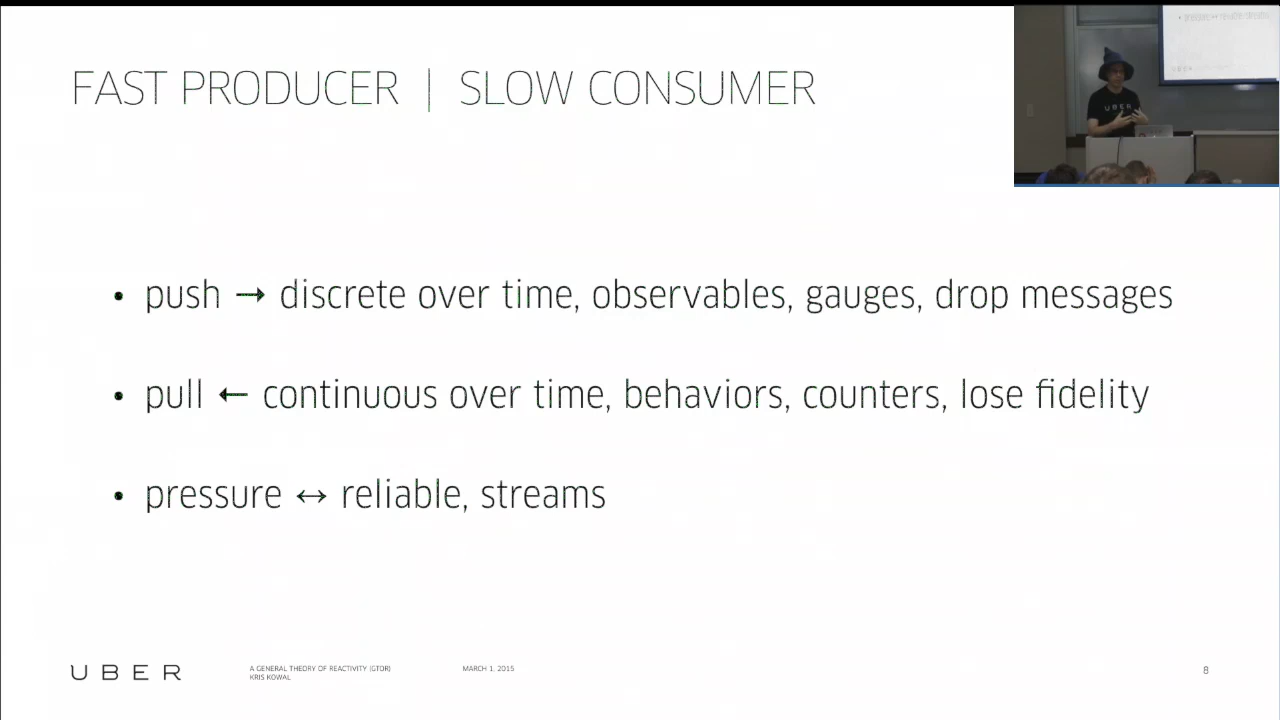 FAST PRODUCER | SLOW CONSUMER
UBER
• push → discrete over time, observables, gauges, drop messages
• pull ← continuous over time, behaviors, counters, lose fidelity
• pressure ↔ reliable, streams
UBER
A GENERAL THEORY OF REACTIVITY (GTOR)
KRIS KOWAL
MARCH 1, 2015
8